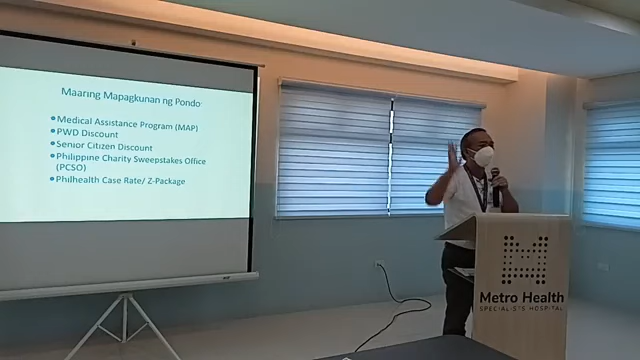 Maaring Mapagkunan ng Pondo
Medical Assistance Program (MAP)
PWD Discount
Senior Citizen Discount
Philippine Charity Sweepstakes Office
(PCSO)
Philhealth Case Rate/ Z-Package
Metro Health
SPECIALISTS HOSPITAL